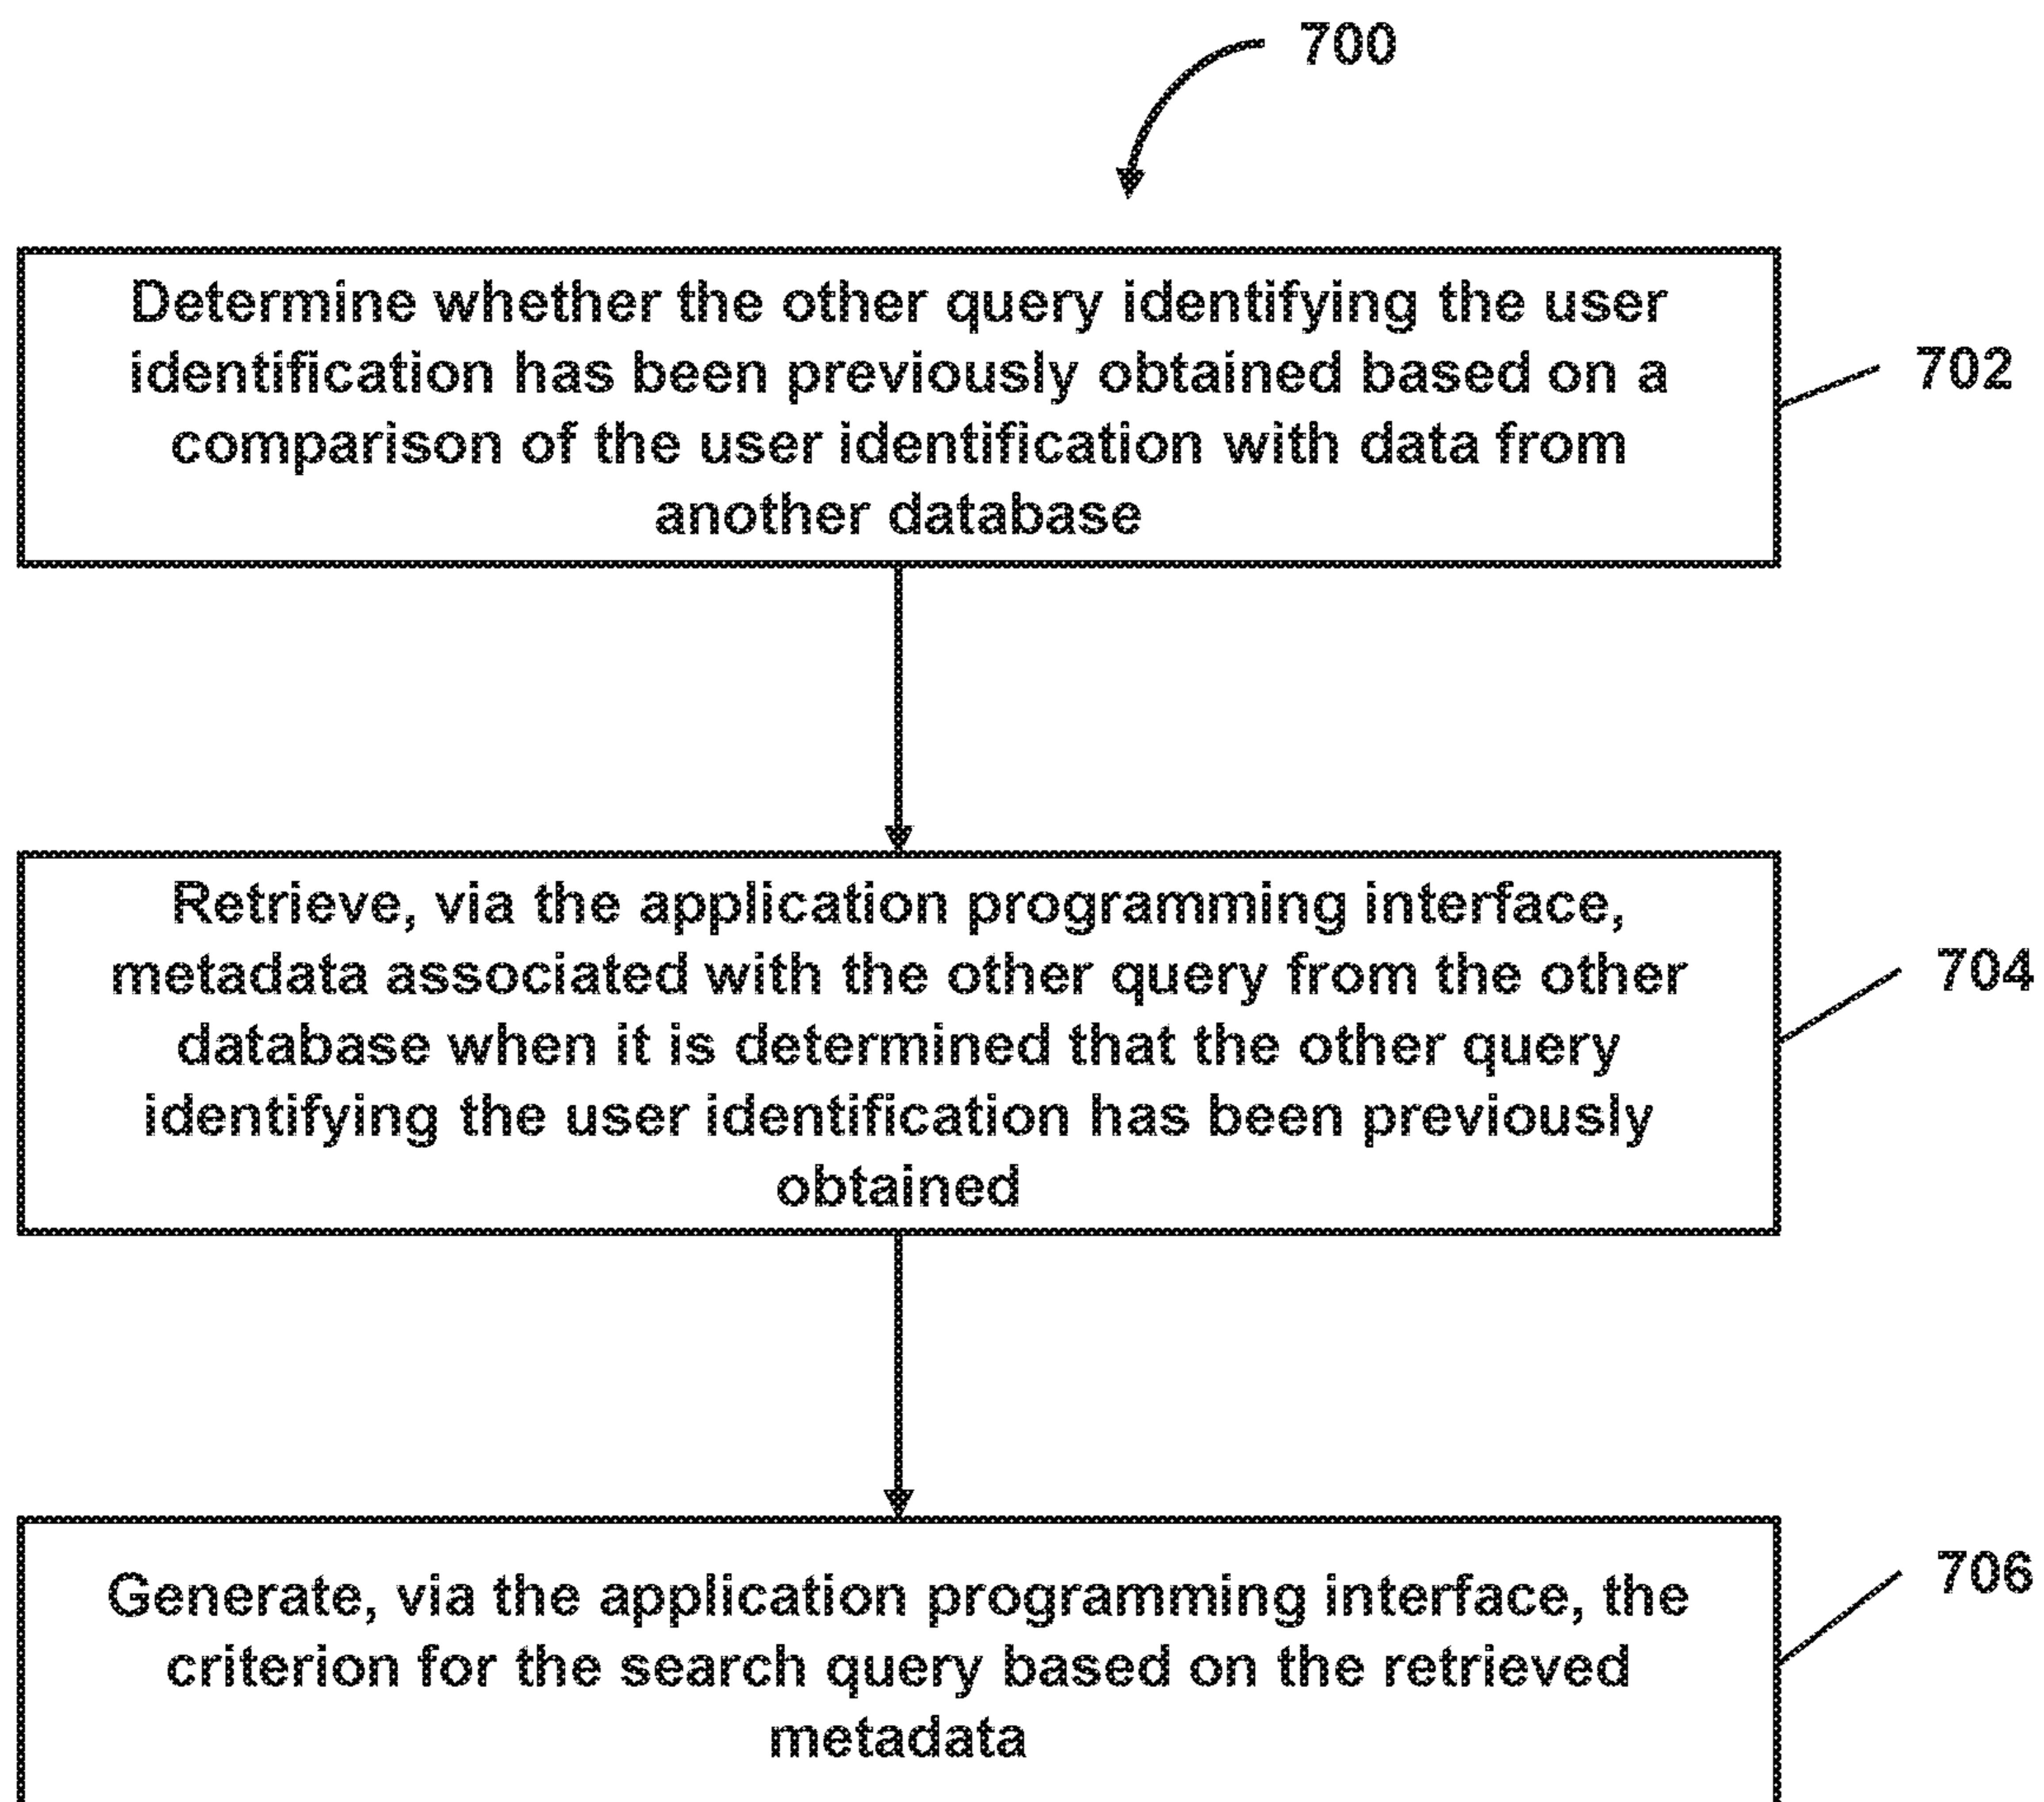 700
Determine whether the other query identifying the user
identification has been previously obtained based on a
comparison of the user identification with data from
another database
702
Retrieve, via the application programming interface,
metadata associated with the other query from the other
database when it is determined that the other query
identifying the user identification has been previously
obtained
704
Generate, via the application programming interface, the
criterion for the search query based on the retrieved
metadata
706